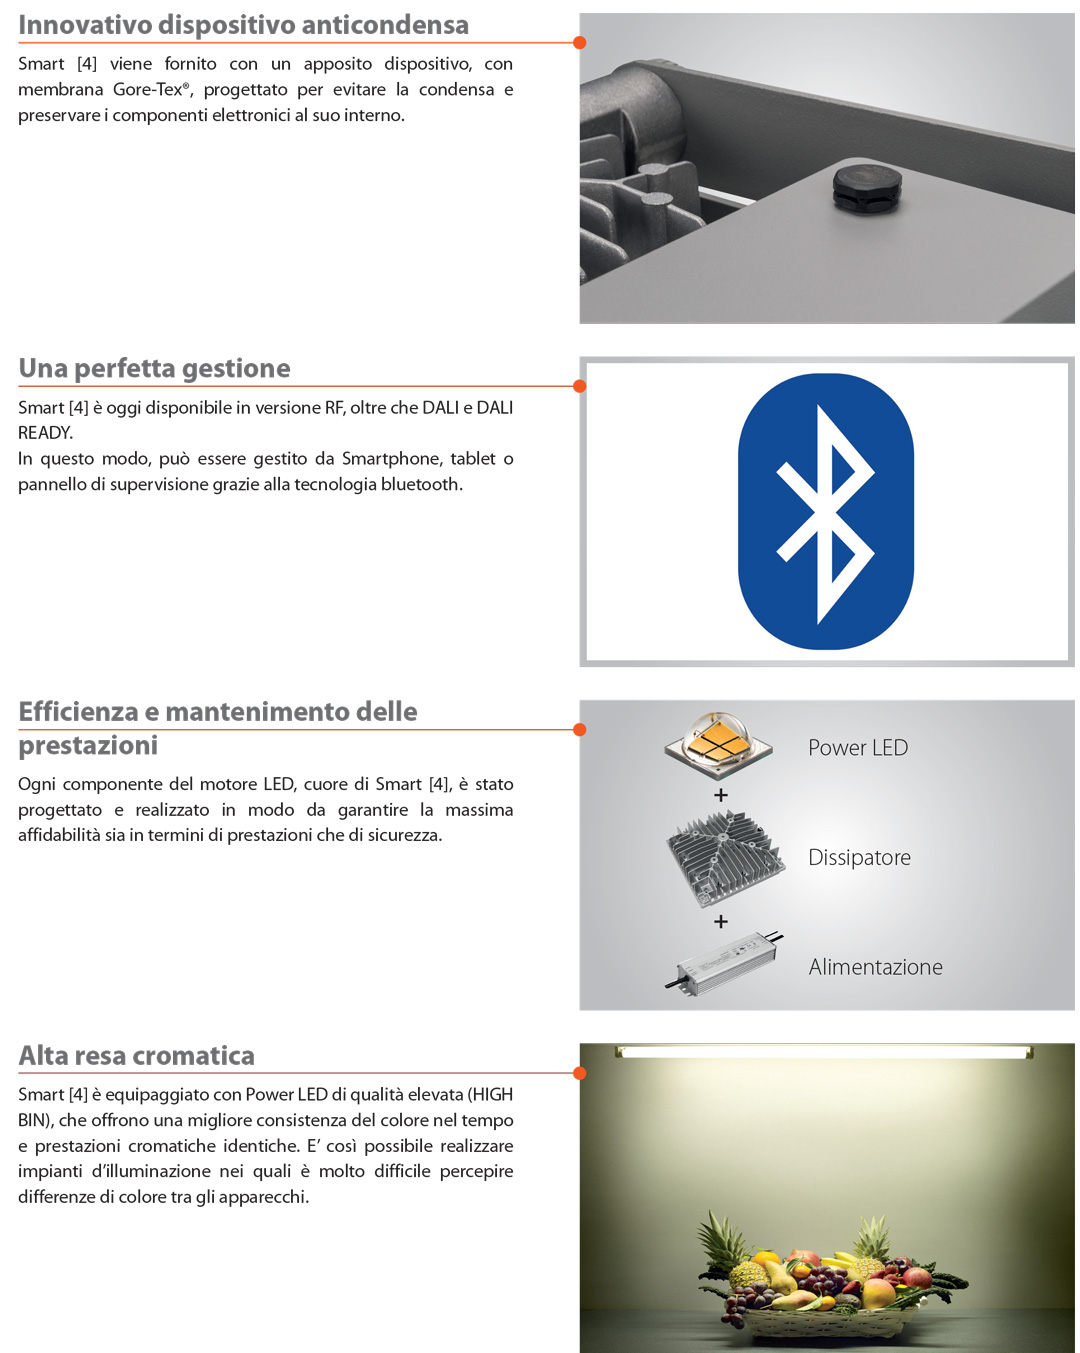 Innovativo dispositivo anticondensa
Smart [4] viene fornito con un apposito dispositivo, con
membrana Gore-Tex®, progettato per evitare la condensa e
preservare i componenti elettronici al suo interno.
Una perfetta gestione
Smart [4] è oggi disponibile in versione RF, oltre che DALI e DALI
READY.
In questo modo, può essere gestito da Smartphone, tablet o
pannello di supervisione grazie alla tecnologia bluetooth.
Efficienza e mantenimento delle
prestazioni
Ogni componente del motore LED, cuore di Smart [4], è stato
progettato e realizzato in modo da garantire la massima
affidabilità sia in termini di prestazioni che di sicurezza.
Power LED
+
Dissipatore
+
Alimentazione
Alta resa cromatica
Smart [4] è equipaggiato con Power LED di qualità elevata (HIGH
BIN), che offrono una migliore consistenza del colore nel tempo
e prestazioni cromatiche identiche. E’ così possibile realizzare
impianti d’illuminazione nei quali è molto difficile percepire
differenze di colore tra gli apparecchi.